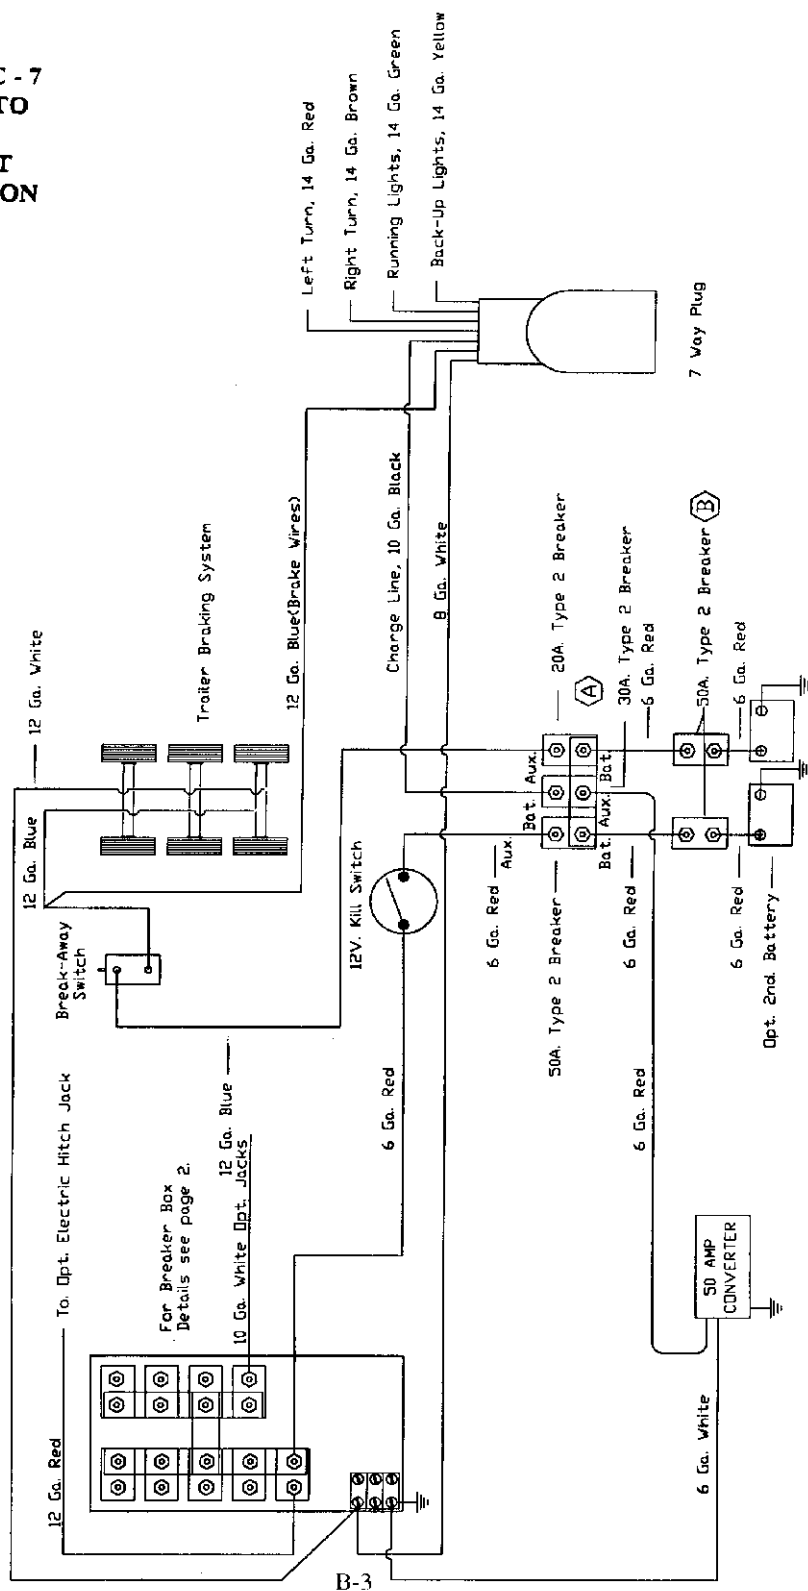 C - 7
TO
T
ON
Left Turn, 14 Ga. Red
Right Turn, 14 Ga. Brown
Running Lights, 14 Ga. Green
Back-Up Lights, 14 Ga. Yellow
7 Way Plug
12 Ga. White
Trailer Braking System
12 Ga. Blue(Brake Wires)
Charge Line, 10 Ga. Black
8 Ga. White
12 Ga. Blue
Break-Away
Switch
12V. Kill Switch
20A. Type 2 Breaker
A
30A. Type 2 Breaker
6 Ga. Red
50A. Type 2 Breaker
B
6 Ga. Red
Aux.
Bat.
Bat.
Aux.
Aux.
Bat.
6 Ga. Red
50A. Type 2 Breaker
6 Ga. Red
6 Ga. Red
Opt. 2nd. Battery
To. Opt. Electric Hitch Jack
12 Ga. Red
For Breaker Box
Details see page 2.
12 Ga. Blue
10 Ga. White Opt. Jacks
6 Ga. Red
6 Ga. Red
50 AMP
CONVERTER
6 Ga. White
B-3